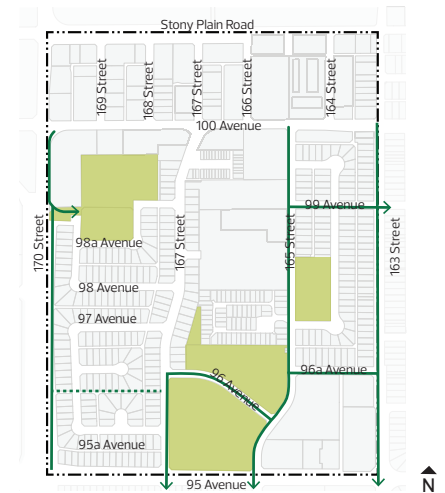 Stony Plain Road
169 Street
168 Street
167 Street
166 Street
164 Street
100 Avenue
99 Avenue
170 Street
98a Avenue
167 Street
165 Street
163 Street
98 Avenue
97 Avenue
96 Avenue
96a Avenue
95a Avenue
95 Avenue
N